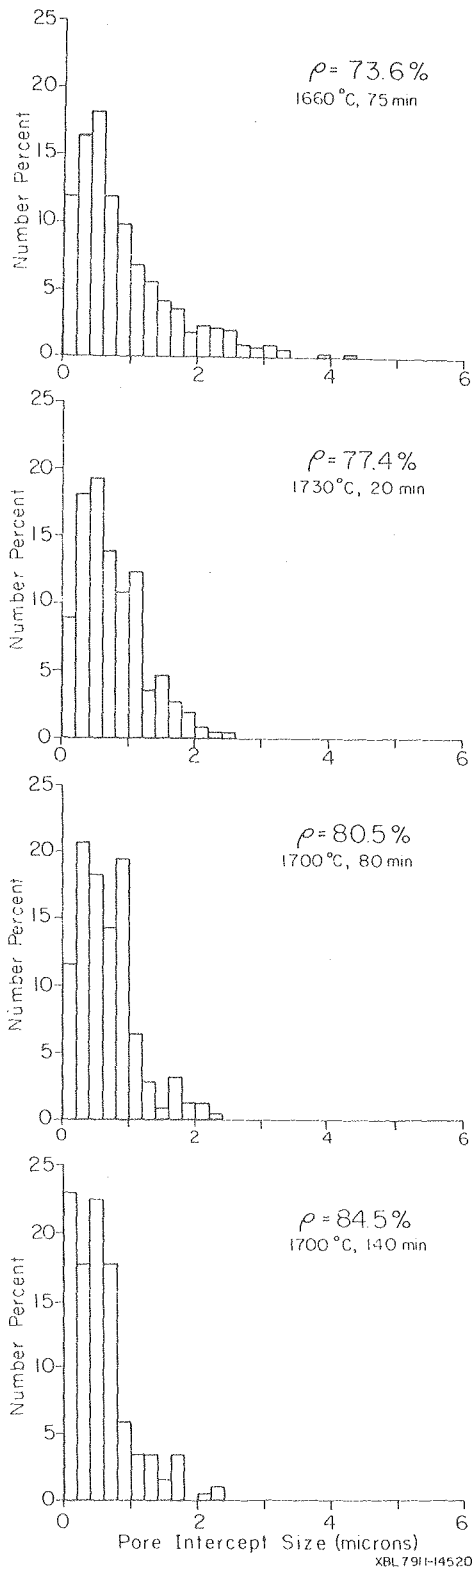 25
20
15
10
5
0
Number Percent
ρ = 73.6 %
1660 °C, 75 min
0 2 4 6
25
20
15
10
5
0
Number Percent
ρ = 77.4 %
1730 °C, 20 min
0 2 4 6
25
20
15
10
5
0
Number Percent
ρ = 80.5 %
1700 °C, 80 min
0 2 4 6
25
20
15
10
5
0
Number Percent
ρ = 84.5 %
1700 °C, 140 min
0 2 4 6
Pore Intercept Size (microns)
XBL 7911-14520